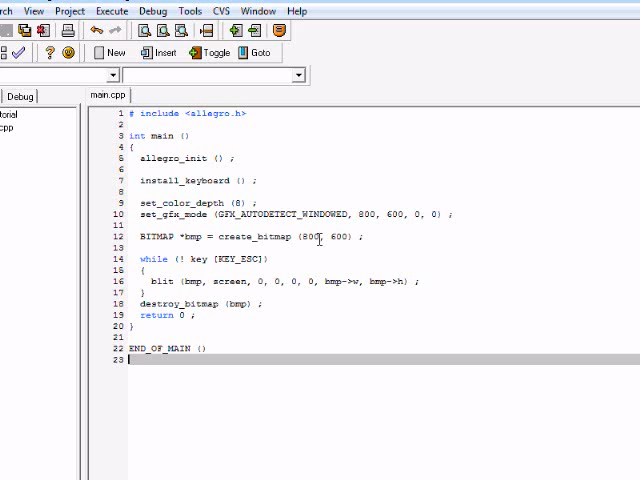 rch View Project Execute Debug Tools CVS Window Help
? New Insert Toggle Goto
Debug main.cpp
torial
cpp
1 # include <allegro.h>
2
3 int main ()
4 {
5 allegro_init () ;
6
7 install_keyboard () ;
8
9 set_color_depth (8) ;
10 set_gfx_mode (GFX_AUTODETECT_WINDOWED, 800, 600, 0, 0) ;
11
12 BITMAP *bmp = create_bitmap (800, 600) ;
13
14 while (! key [KEY_ESC])
15 {
16 blit (bmp, screen, 0, 0, 0, 0, bmp->w, bmp->h) ;
17 }
18 destroy_bitmap (bmp) ;
19 return 0 ;
20 }
21
22 END_OF_MAIN ()
23